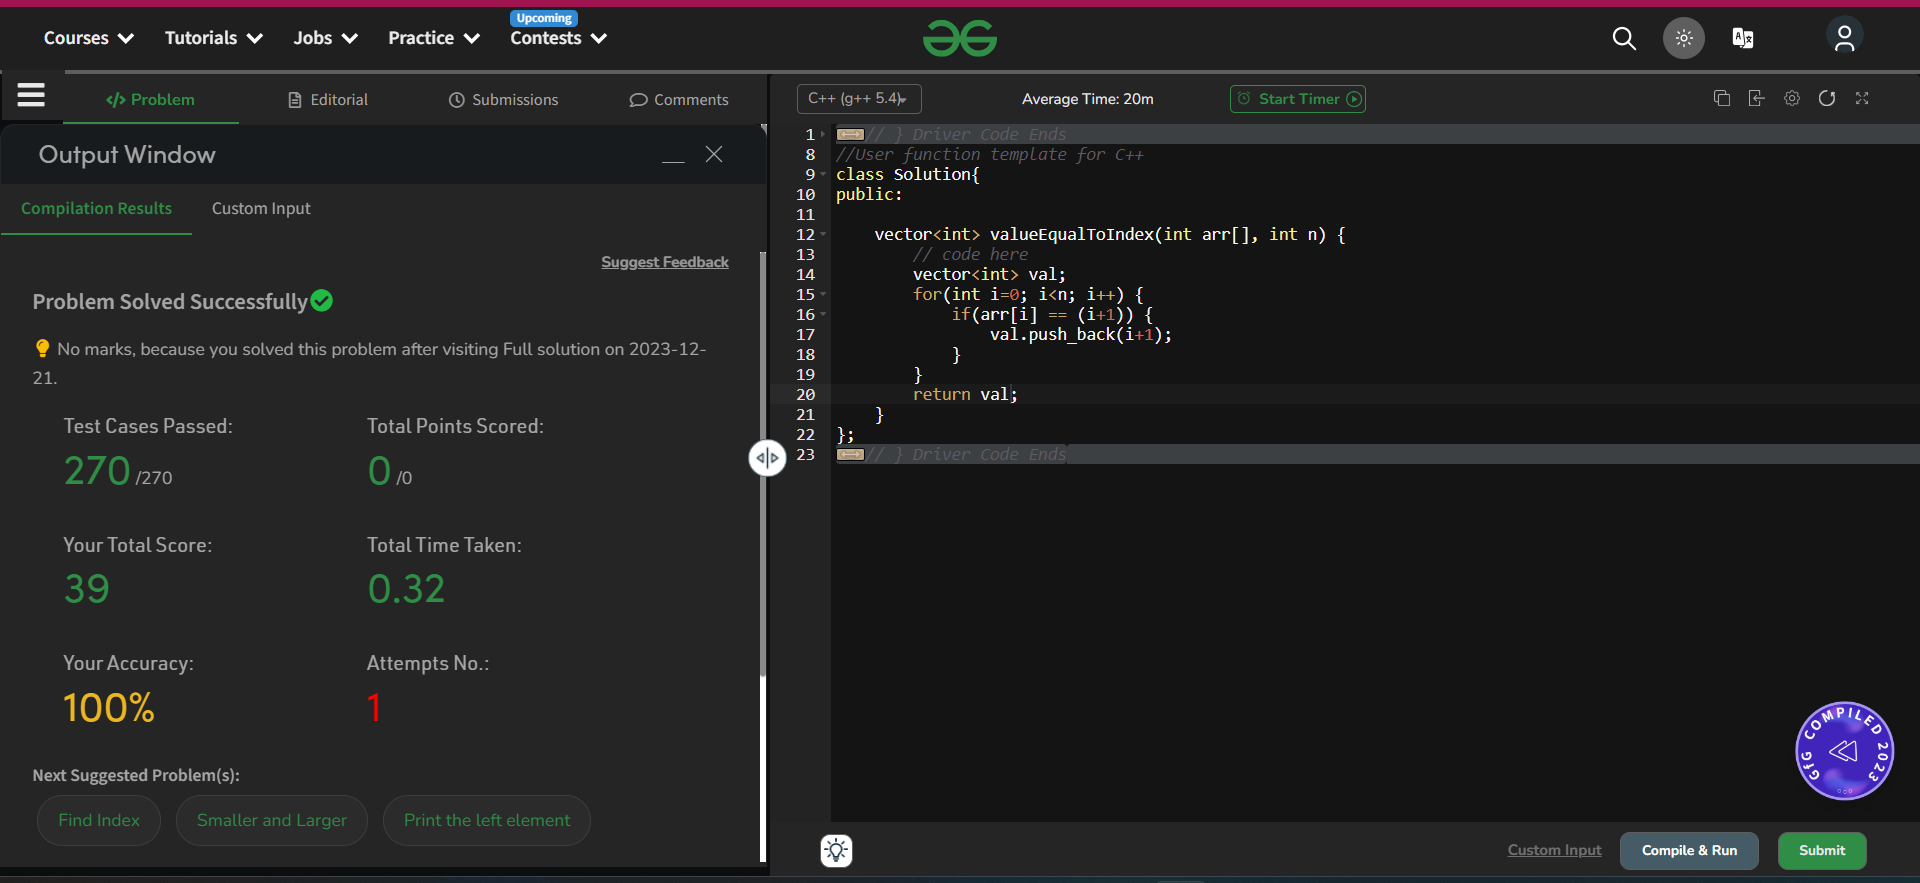 Upcoming
Courses Tutorials Jobs Practice Contests
Problem Editorial Submissions Comments
Output Window
Compilation Results Custom Input
Suggest Feedback
Problem Solved Successfully
No marks, because you solved this problem after visiting Full solution on 2023-12-
21.
Test Cases Passed: Total Points Scored:
270 /270 0 /0
Your Total Score: Total Time Taken:
39 0.32
Your Accuracy: Attempts No.:
100% 1
Next Suggested Problem(s):
Find Index Smaller and Larger Print the left element
C++ (g++ 5.4) Average Time: 20m Start Timer
1 // } Driver Code Ends
8 //User function template for C++
9 class Solution{
10 public:
11
12     vector<int> valueEqualToIndex(int arr[], int n) {
13         // code here
14         vector<int> val;
15         for(int i=0; i<n; i++) {
16             if(arr[i] == (i+1)) {
17                 val.push_back(i+1);
18             }
19         }
20         return val;
21     }
22 };
23 // } Driver Code Ends
GfG COMPILED 2023
Custom Input Compile & Run Submit